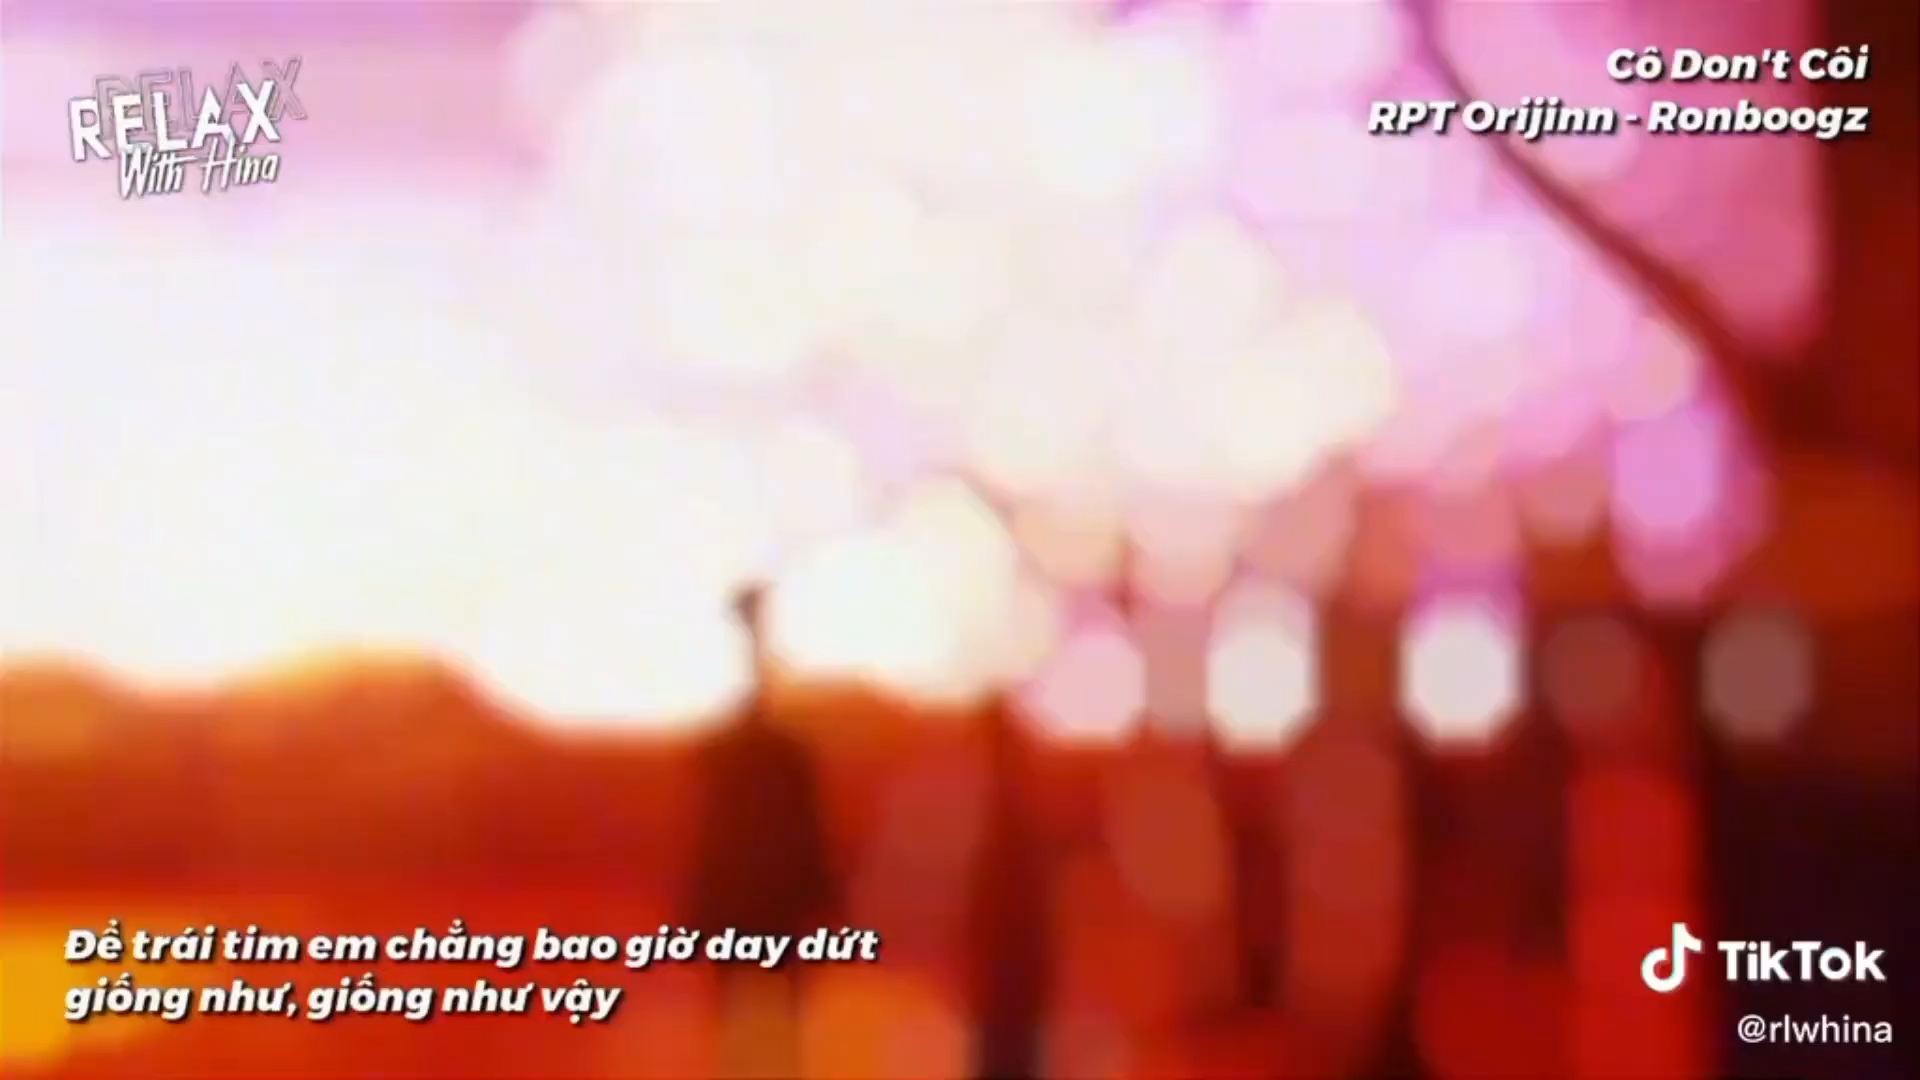 RELAX
With Hina
Cô Don't Côi
RPT Orijinn - Ronboogz
Để trái tim em chẳng bao giờ day dứt
giống như, giống như vậy
TikTok
@rlwhina